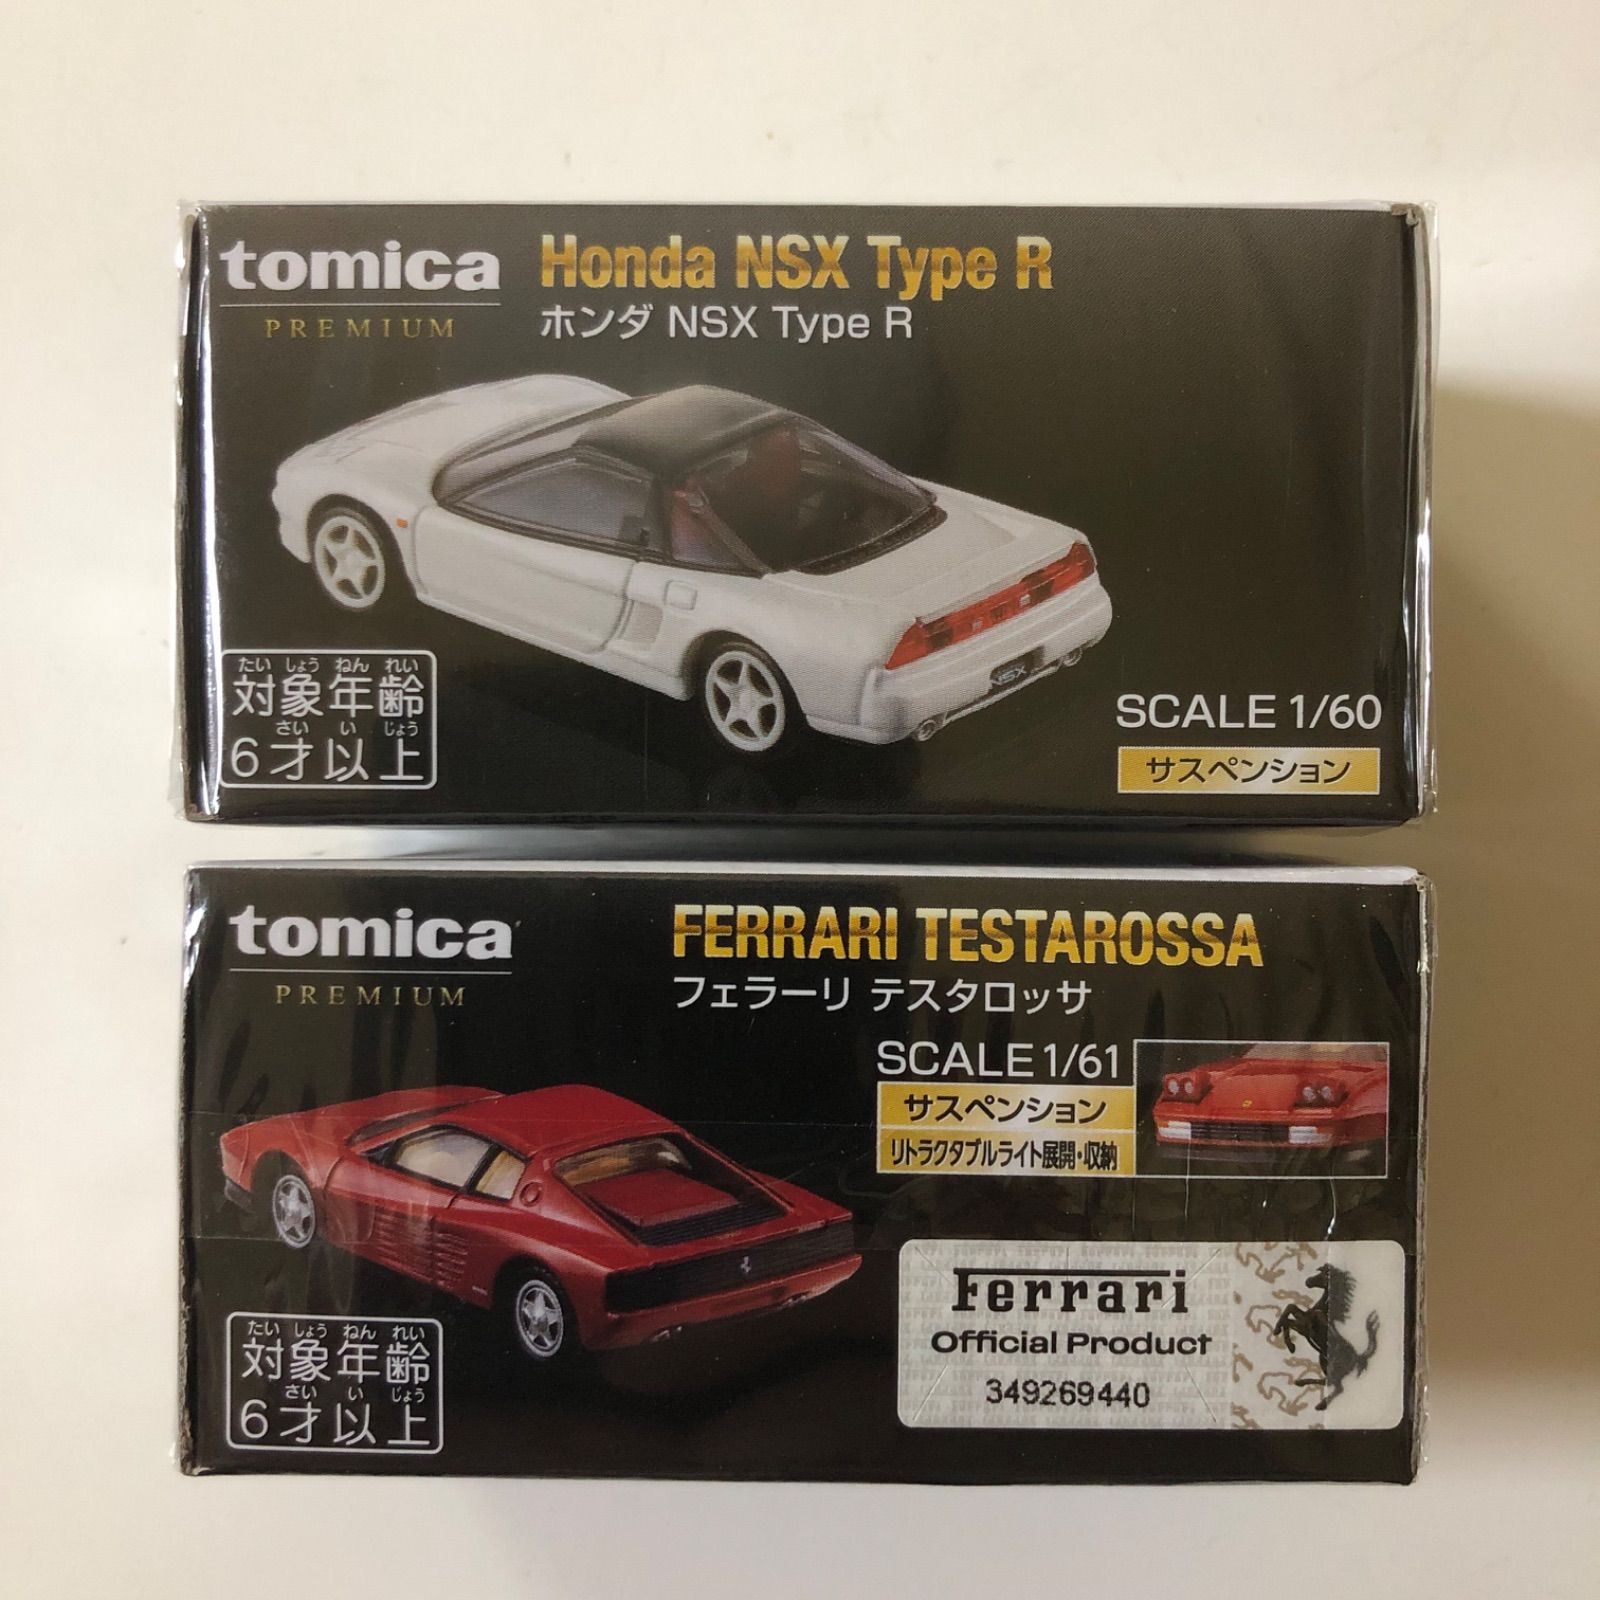 tomica
PREMIUM
Honda NSX Type R
ホンダ NSX Type R
NSX
たい しょう ねん れい
対象年齢
さい い じょう
6才以上
SCALE 1/60
サスペンション
tomica
PREMIUM
FERRARI TESTAROSSA
フェラーリ テスタロッサ
SCALE 1/61
サスペンション
リトラクタブルライト展開・収納
たい しょう ねん れい
対象年齢
さい い じょう
6才以上
Ferrari
Official Product
349269440